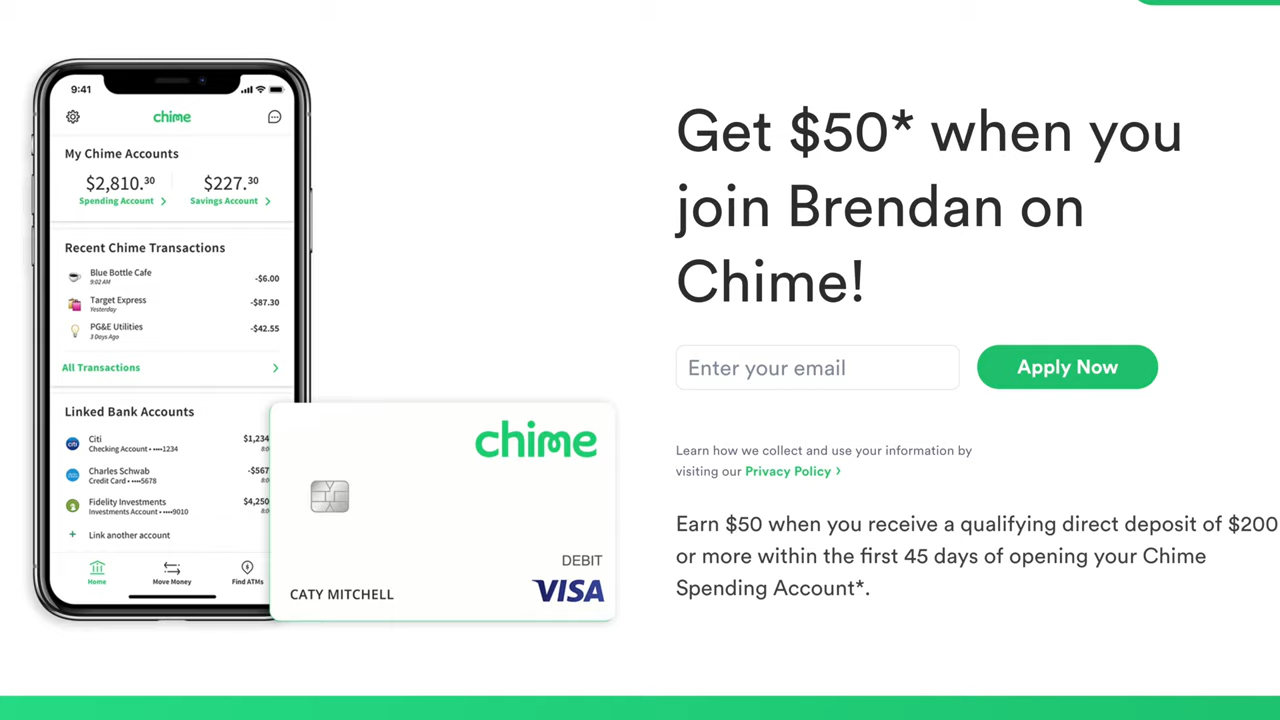 9:41
chime
My Chime Accounts
$2,810.30 $227.30
Spending Account > Savings Account >
Recent Chime Transactions
Blue Bottle Cafe -$6.00
9:02 AM
Target Express -$87.30
Yesterday
PG&E Utilities -$42.55
3 Days Ago
All Transactions >
Linked Bank Accounts
Citi $1,234
Checking Account • ••••1234
Charles Schwab -$567
Credit Card • ••••5678
Fidelity Investments $4,250
Investments Account • ••••9010
+ Link another account
Home Move Money Find ATMs
chime
DEBIT
VISA
CATY MITCHELL
Get $50* when you
join Brendan on
Chime!
Enter your email Apply Now
Learn how we collect and use your information by
visiting our Privacy Policy >
Earn $50 when you receive a qualifying direct deposit of $200
or more within the first 45 days of opening your Chime
Spending Account*.